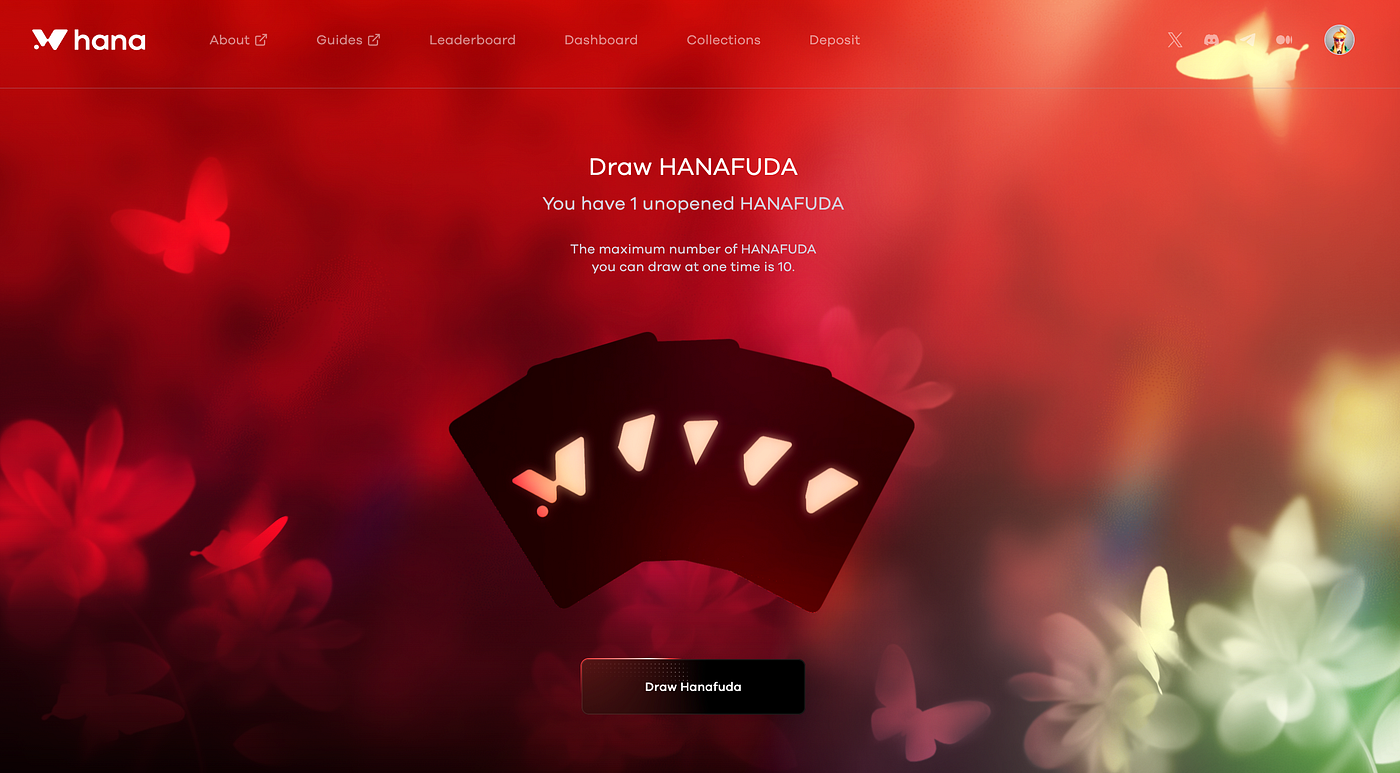 hana
About
Guides
Leaderboard
Dashboard
Collections
Deposit
Draw HANAFUDA
You have 1 unopened HANAFUDA
The maximum number of HANAFUDA
you can draw at one time is 10.
Draw Hanafuda